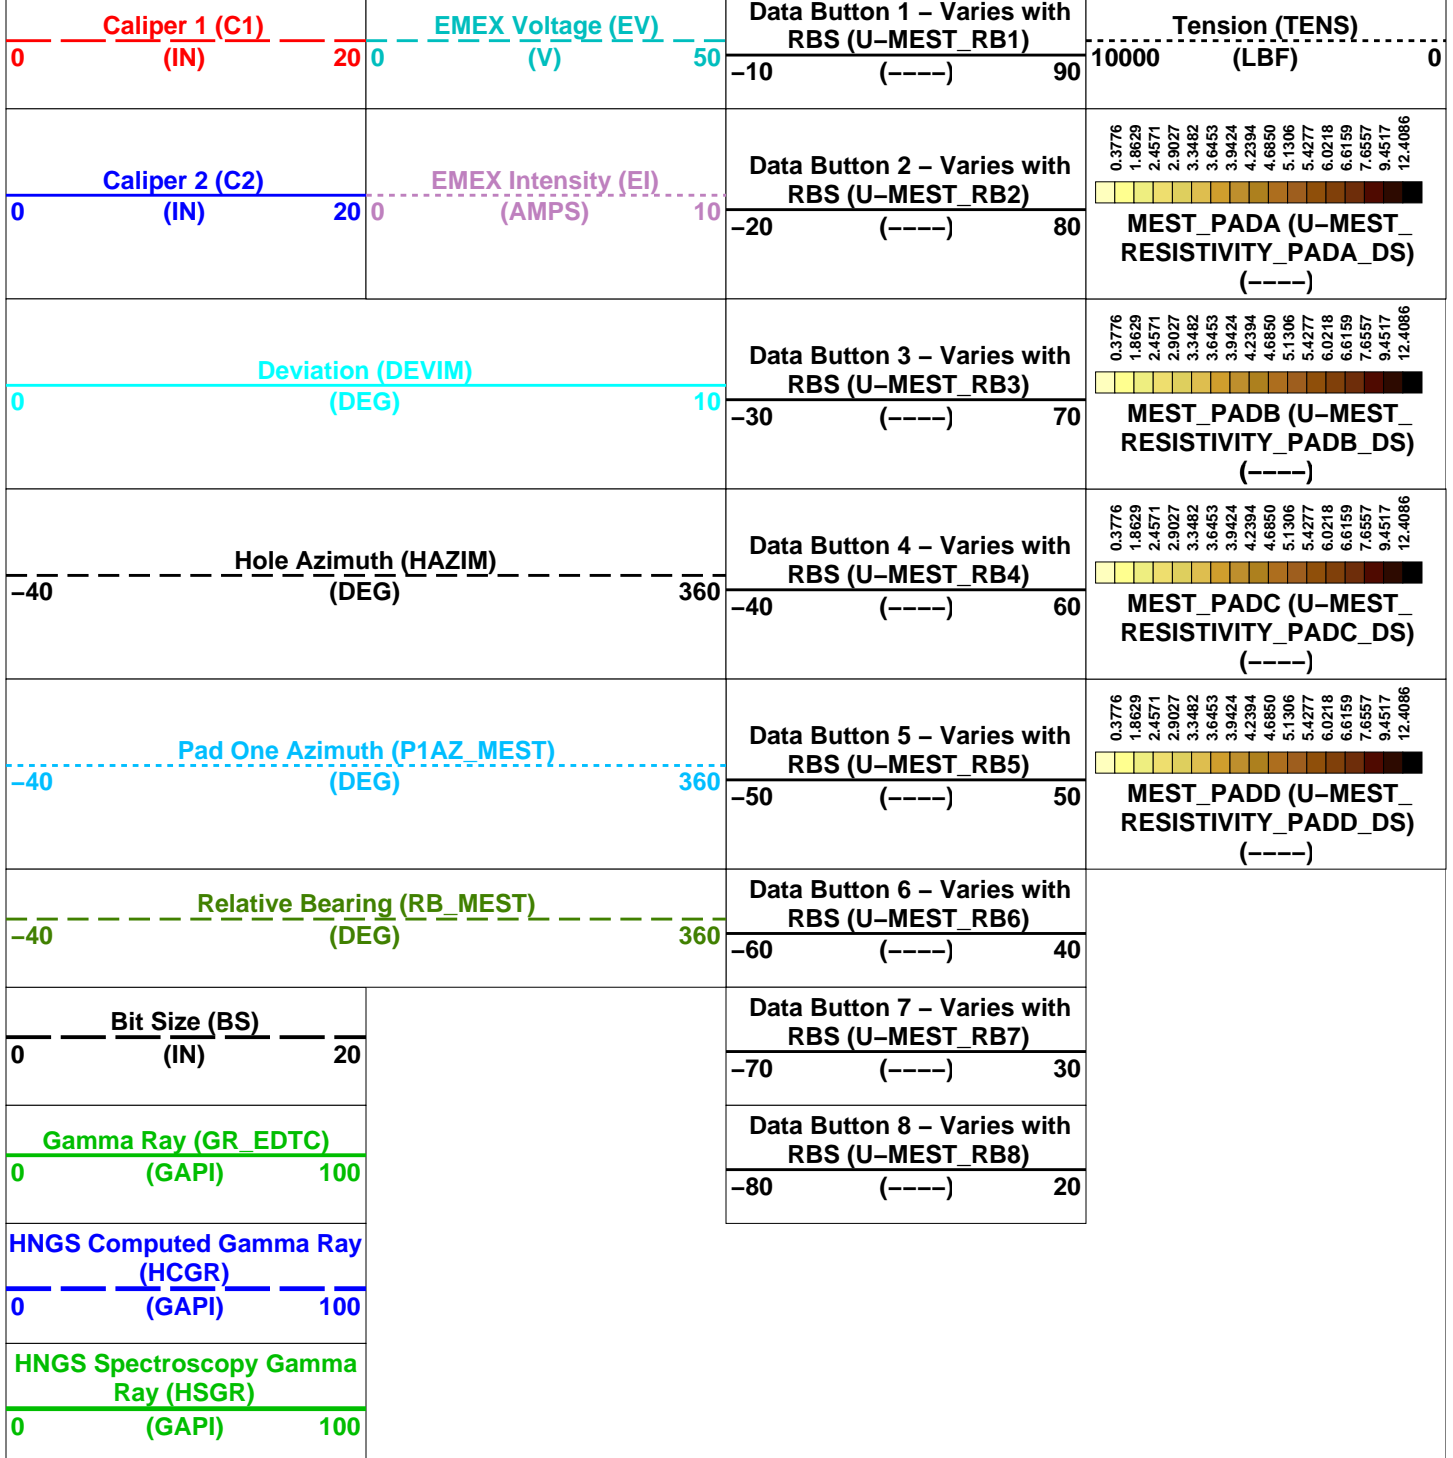 Caliper 1 (C1)
0 (IN) 20
EMEX Voltage (EV)
0 (V) 50
Data Button 1 – Varies with
RBS (U–MEST_RB1)
–10 (––––) 90
Tension (TENS)
10000 (LBF) 0
Caliper 2 (C2)
0 (IN) 20
EMEX Intensity (EI)
0 (AMPS) 10
Data Button 2 – Varies with
RBS (U–MEST_RB2)
–20 (––––) 80
0.3776 1.8629 2.4571 2.9027 3.3482 3.6453 3.9424 4.2394 4.6850 5.1306 5.4277 6.0218 6.6159 7.6557 9.4517 12.4086
MEST_PADA (U–MEST_
RESISTIVITY_PADA_DS)
(––––)
Deviation (DEVIM)
0 (DEG) 10
Data Button 3 – Varies with
RBS (U–MEST_RB3)
–30 (––––) 70
0.3776 1.8629 2.4571 2.9027 3.3482 3.6453 3.9424 4.2394 4.6850 5.1306 5.4277 6.0218 6.6159 7.6557 9.4517 12.4086
MEST_PADB (U–MEST_
RESISTIVITY_PADB_DS)
(––––)
Hole Azimuth (HAZIM)
–40 (DEG) 360
Data Button 4 – Varies with
RBS (U–MEST_RB4)
–40 (––––) 60
0.3776 1.8629 2.4571 2.9027 3.3482 3.6453 3.9424 4.2394 4.6850 5.1306 5.4277 6.0218 6.6159 7.6557 9.4517 12.4086
MEST_PADC (U–MEST_
RESISTIVITY_PADC_DS)
(––––)
Pad One Azimuth (P1AZ_MEST)
–40 (DEG) 360
Data Button 5 – Varies with
RBS (U–MEST_RB5)
–50 (––––) 50
0.3776 1.8629 2.4571 2.9027 3.3482 3.6453 3.9424 4.2394 4.6850 5.1306 5.4277 6.0218 6.6159 7.6557 9.4517 12.4086
MEST_PADD (U–MEST_
RESISTIVITY_PADD_DS)
(––––)
Relative Bearing (RB_MEST)
–40 (DEG) 360
Data Button 6 – Varies with
RBS (U–MEST_RB6)
–60 (––––) 40
Bit Size (BS)
0 (IN) 20
Data Button 7 – Varies with
RBS (U–MEST_RB7)
–70 (––––) 30
Gamma Ray (GR_EDTC)
0 (GAPI) 100
Data Button 8 – Varies with
RBS (U–MEST_RB8)
–80 (––––) 20
HNGS Computed Gamma Ray
(HCGR)
0 (GAPI) 100
HNGS Spectroscopy Gamma
Ray (HSGR)
0 (GAPI) 100